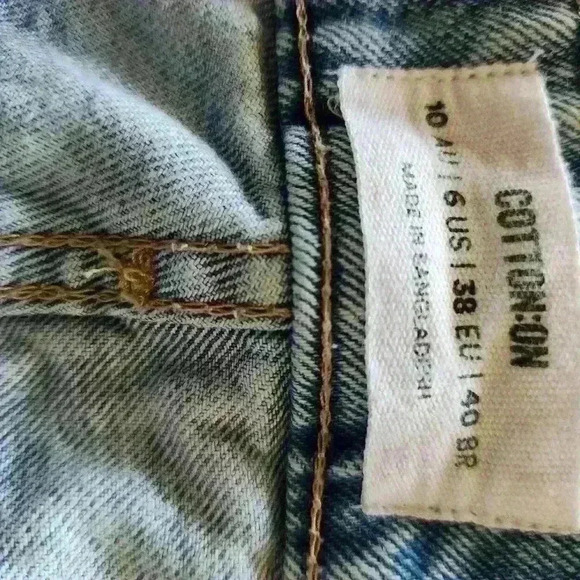 COTTON:ON
10 AU | 6 US | 38 EU | 40 BR
MADE IN BANGLADESH